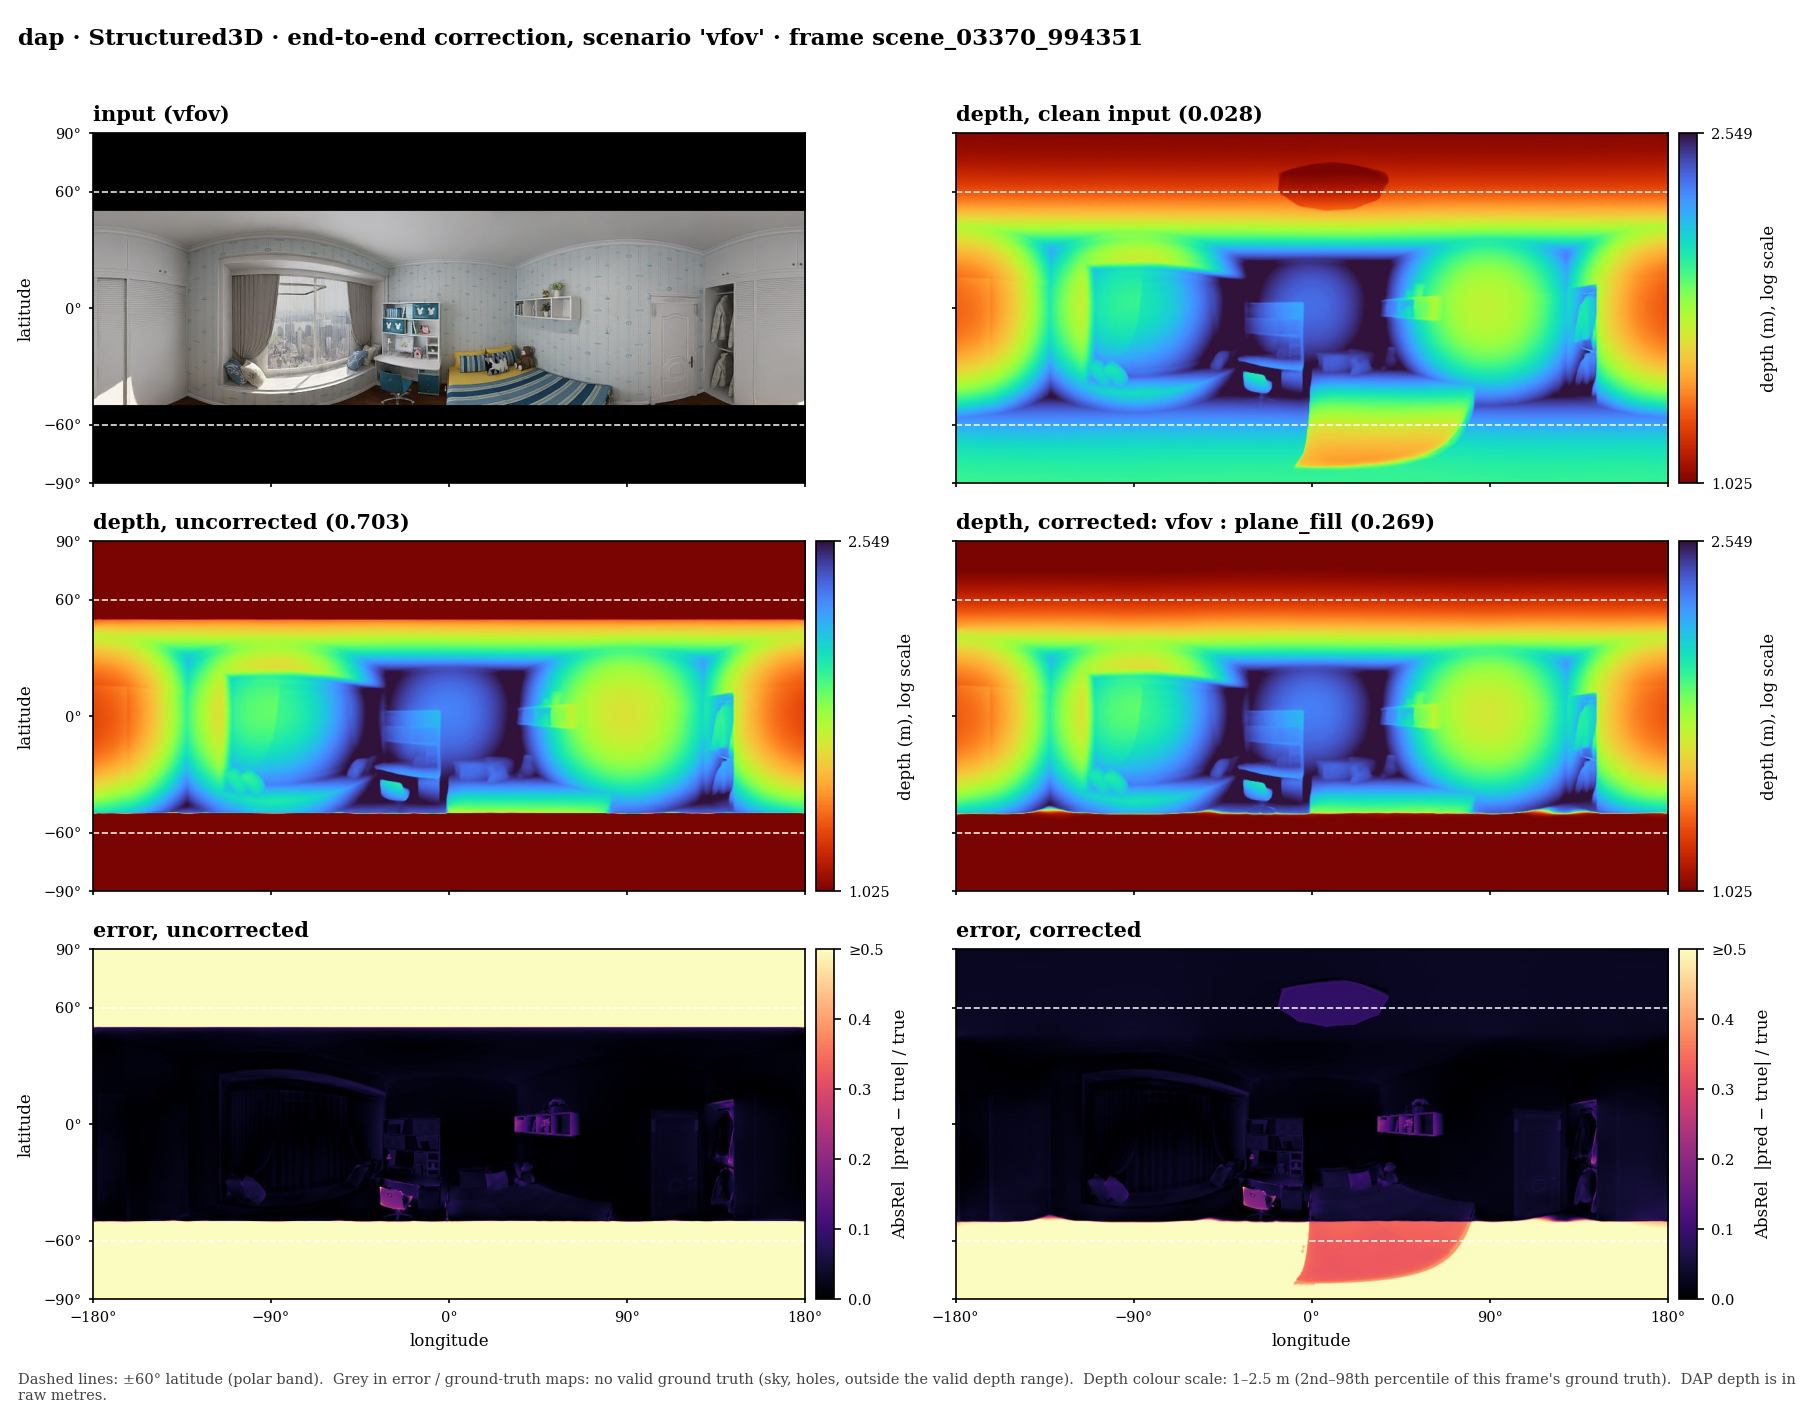 dap · Structured3D · end-to-end correction, scenario 'vfov' · frame scene_03370_994351
input (vfov)
90°
60°
0°
−60°
−90°
latitude
depth, clean input (0.028)
2.549
1.025
depth (m), log scale
depth, uncorrected (0.703)
90°
60°
0°
−60°
−90°
latitude
2.549
1.025
depth (m), log scale
depth, corrected: vfov : plane_fill (0.269)
2.549
1.025
depth (m), log scale
error, uncorrected
90°
60°
0°
−60°
−90°
latitude
−180°
−90°
0°
90°
180°
longitude
≥0.5
0.4
0.3
0.2
0.1
0.0
AbsRel |pred − true| / true
error, corrected
−180°
−90°
0°
90°
180°
longitude
≥0.5
0.4
0.3
0.2
0.1
0.0
AbsRel |pred − true| / true
Dashed lines: ±60° latitude (polar band). Grey in error / ground-truth maps: no valid ground truth (sky, holes, outside the valid depth range). Depth colour scale: 1–2.5 m (2nd–98th percentile of this frame's ground truth). DAP depth is in
raw metres.